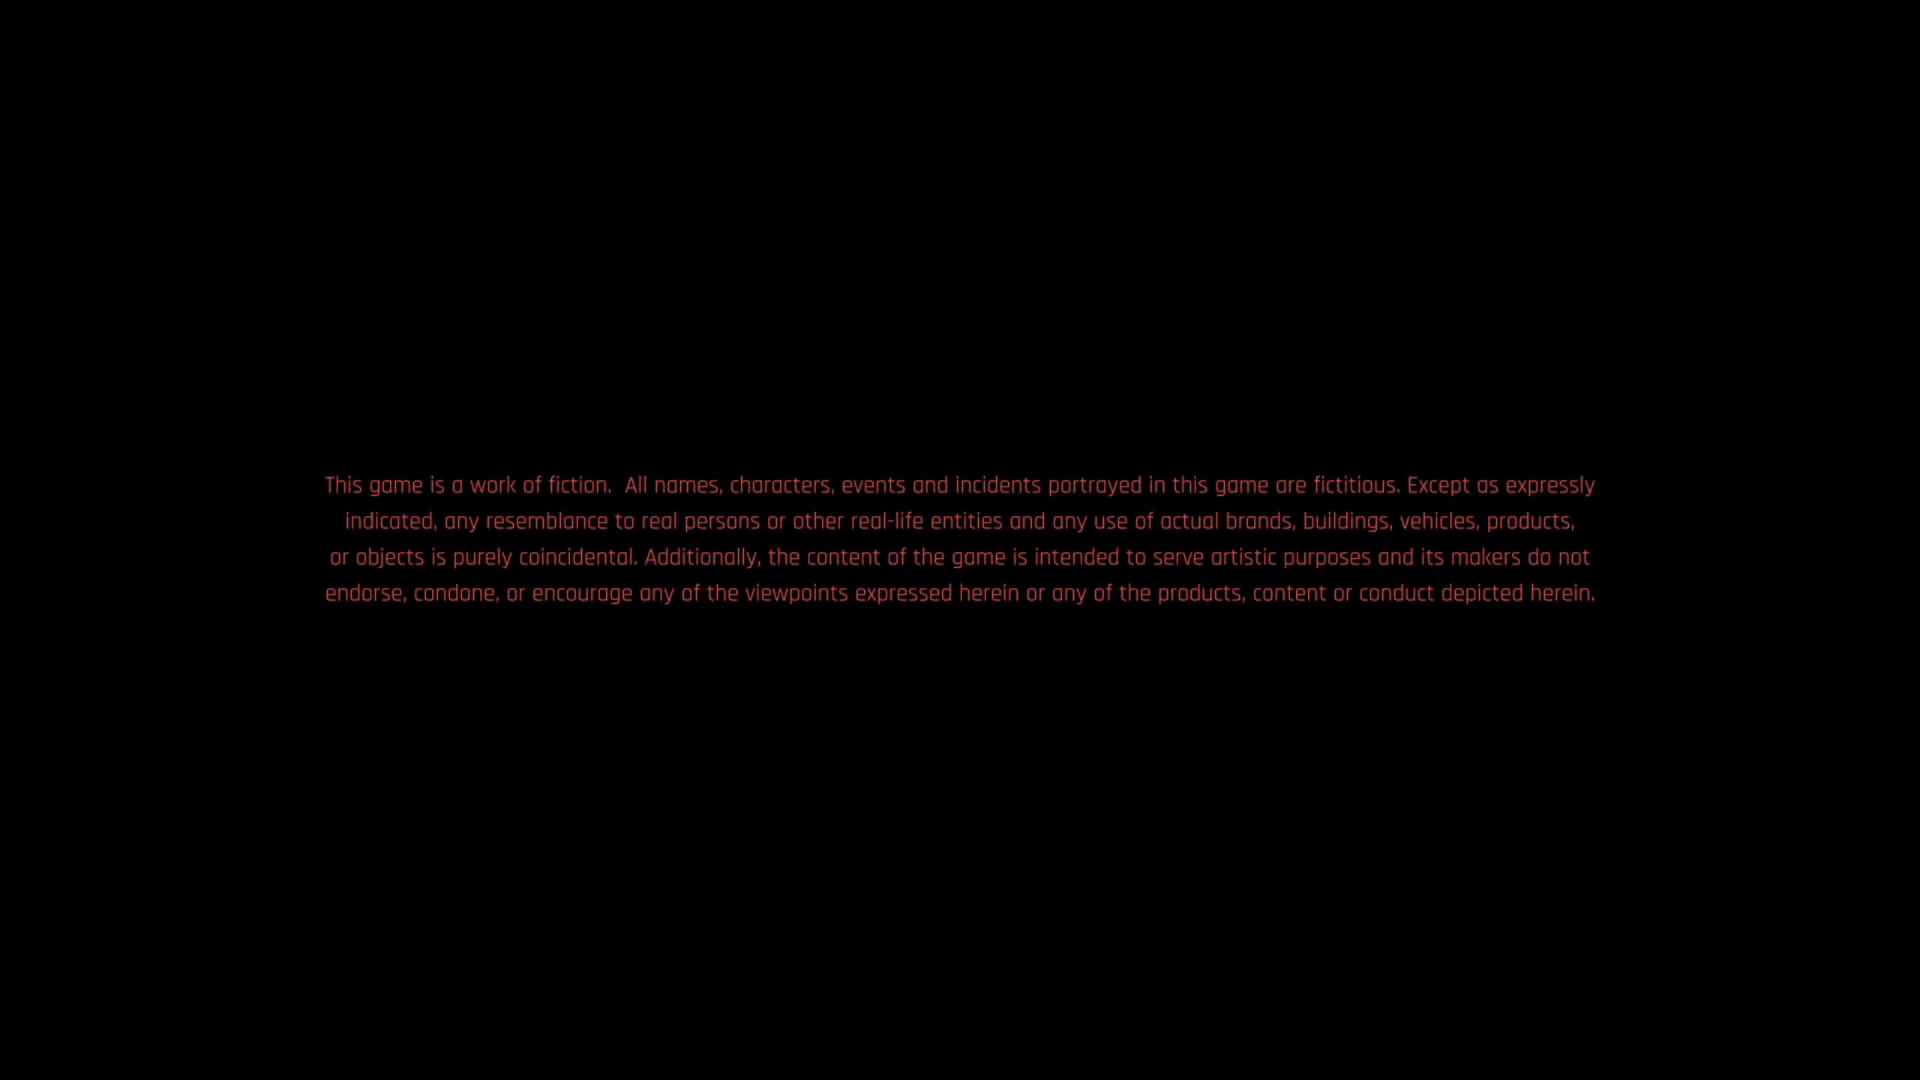 This game is a work of fiction.  All names, characters, events and incidents portrayed in this game are fictitious. Except as expressly
indicated, any resemblance to real persons or other real-life entities and any use of actual brands, buildings, vehicles, products,
or objects is purely coincidental. Additionally, the content of the game is intended to serve artistic purposes and its makers do not
endorse, condone, or encourage any of the viewpoints expressed herein or any of the products, content or conduct depicted herein.